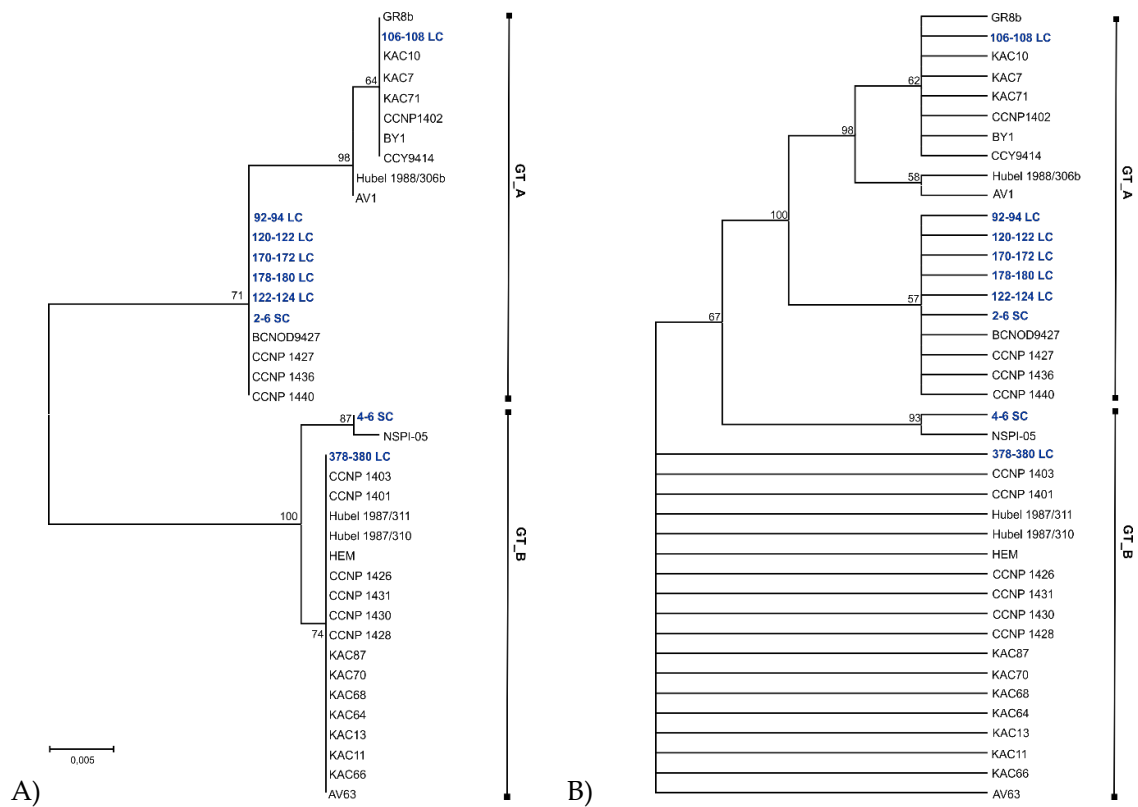 GR8b
106-108 LC
KAC10
KAC7
64
KAC71
CCNP1402
BY1
CCY9414
98
Hubel 1988/306b
AV1
GT_A
92-94 LC
120-122 LC
170-172 LC
178-180 LC
71
122-124 LC
2-6 SC
BCNOD9427
CCNP 1427
CCNP 1436
CCNP 1440
87
4-6 SC
NSPI-05
378-380 LC
CCNP 1403
CCNP 1401
100
Hubel 1987/311
Hubel 1987/310
HEM
GT_B
CCNP 1426
CCNP 1431
CCNP 1430
74
CCNP 1428
KAC87
KAC70
KAC68
KAC64
KAC13
KAC11
KAC66
AV63
0,005
A)
GR8b
106-108 LC
KAC10
62
KAC7
KAC71
CCNP1402
98
BY1
CCY9414
58
Hubel 1988/306b
AV1
GT_A
100
92-94 LC
120-122 LC
170-172 LC
178-180 LC
57
122-124 LC
67
2-6 SC
BCNOD9427
CCNP 1427
CCNP 1436
CCNP 1440
93
4-6 SC
NSPI-05
378-380 LC
CCNP 1403
CCNP 1401
Hubel 1987/311
Hubel 1987/310
HEM
GT_B
CCNP 1426
CCNP 1431
CCNP 1430
CCNP 1428
KAC87
KAC70
KAC68
KAC64
KAC13
KAC11
KAC66
AV63
B)